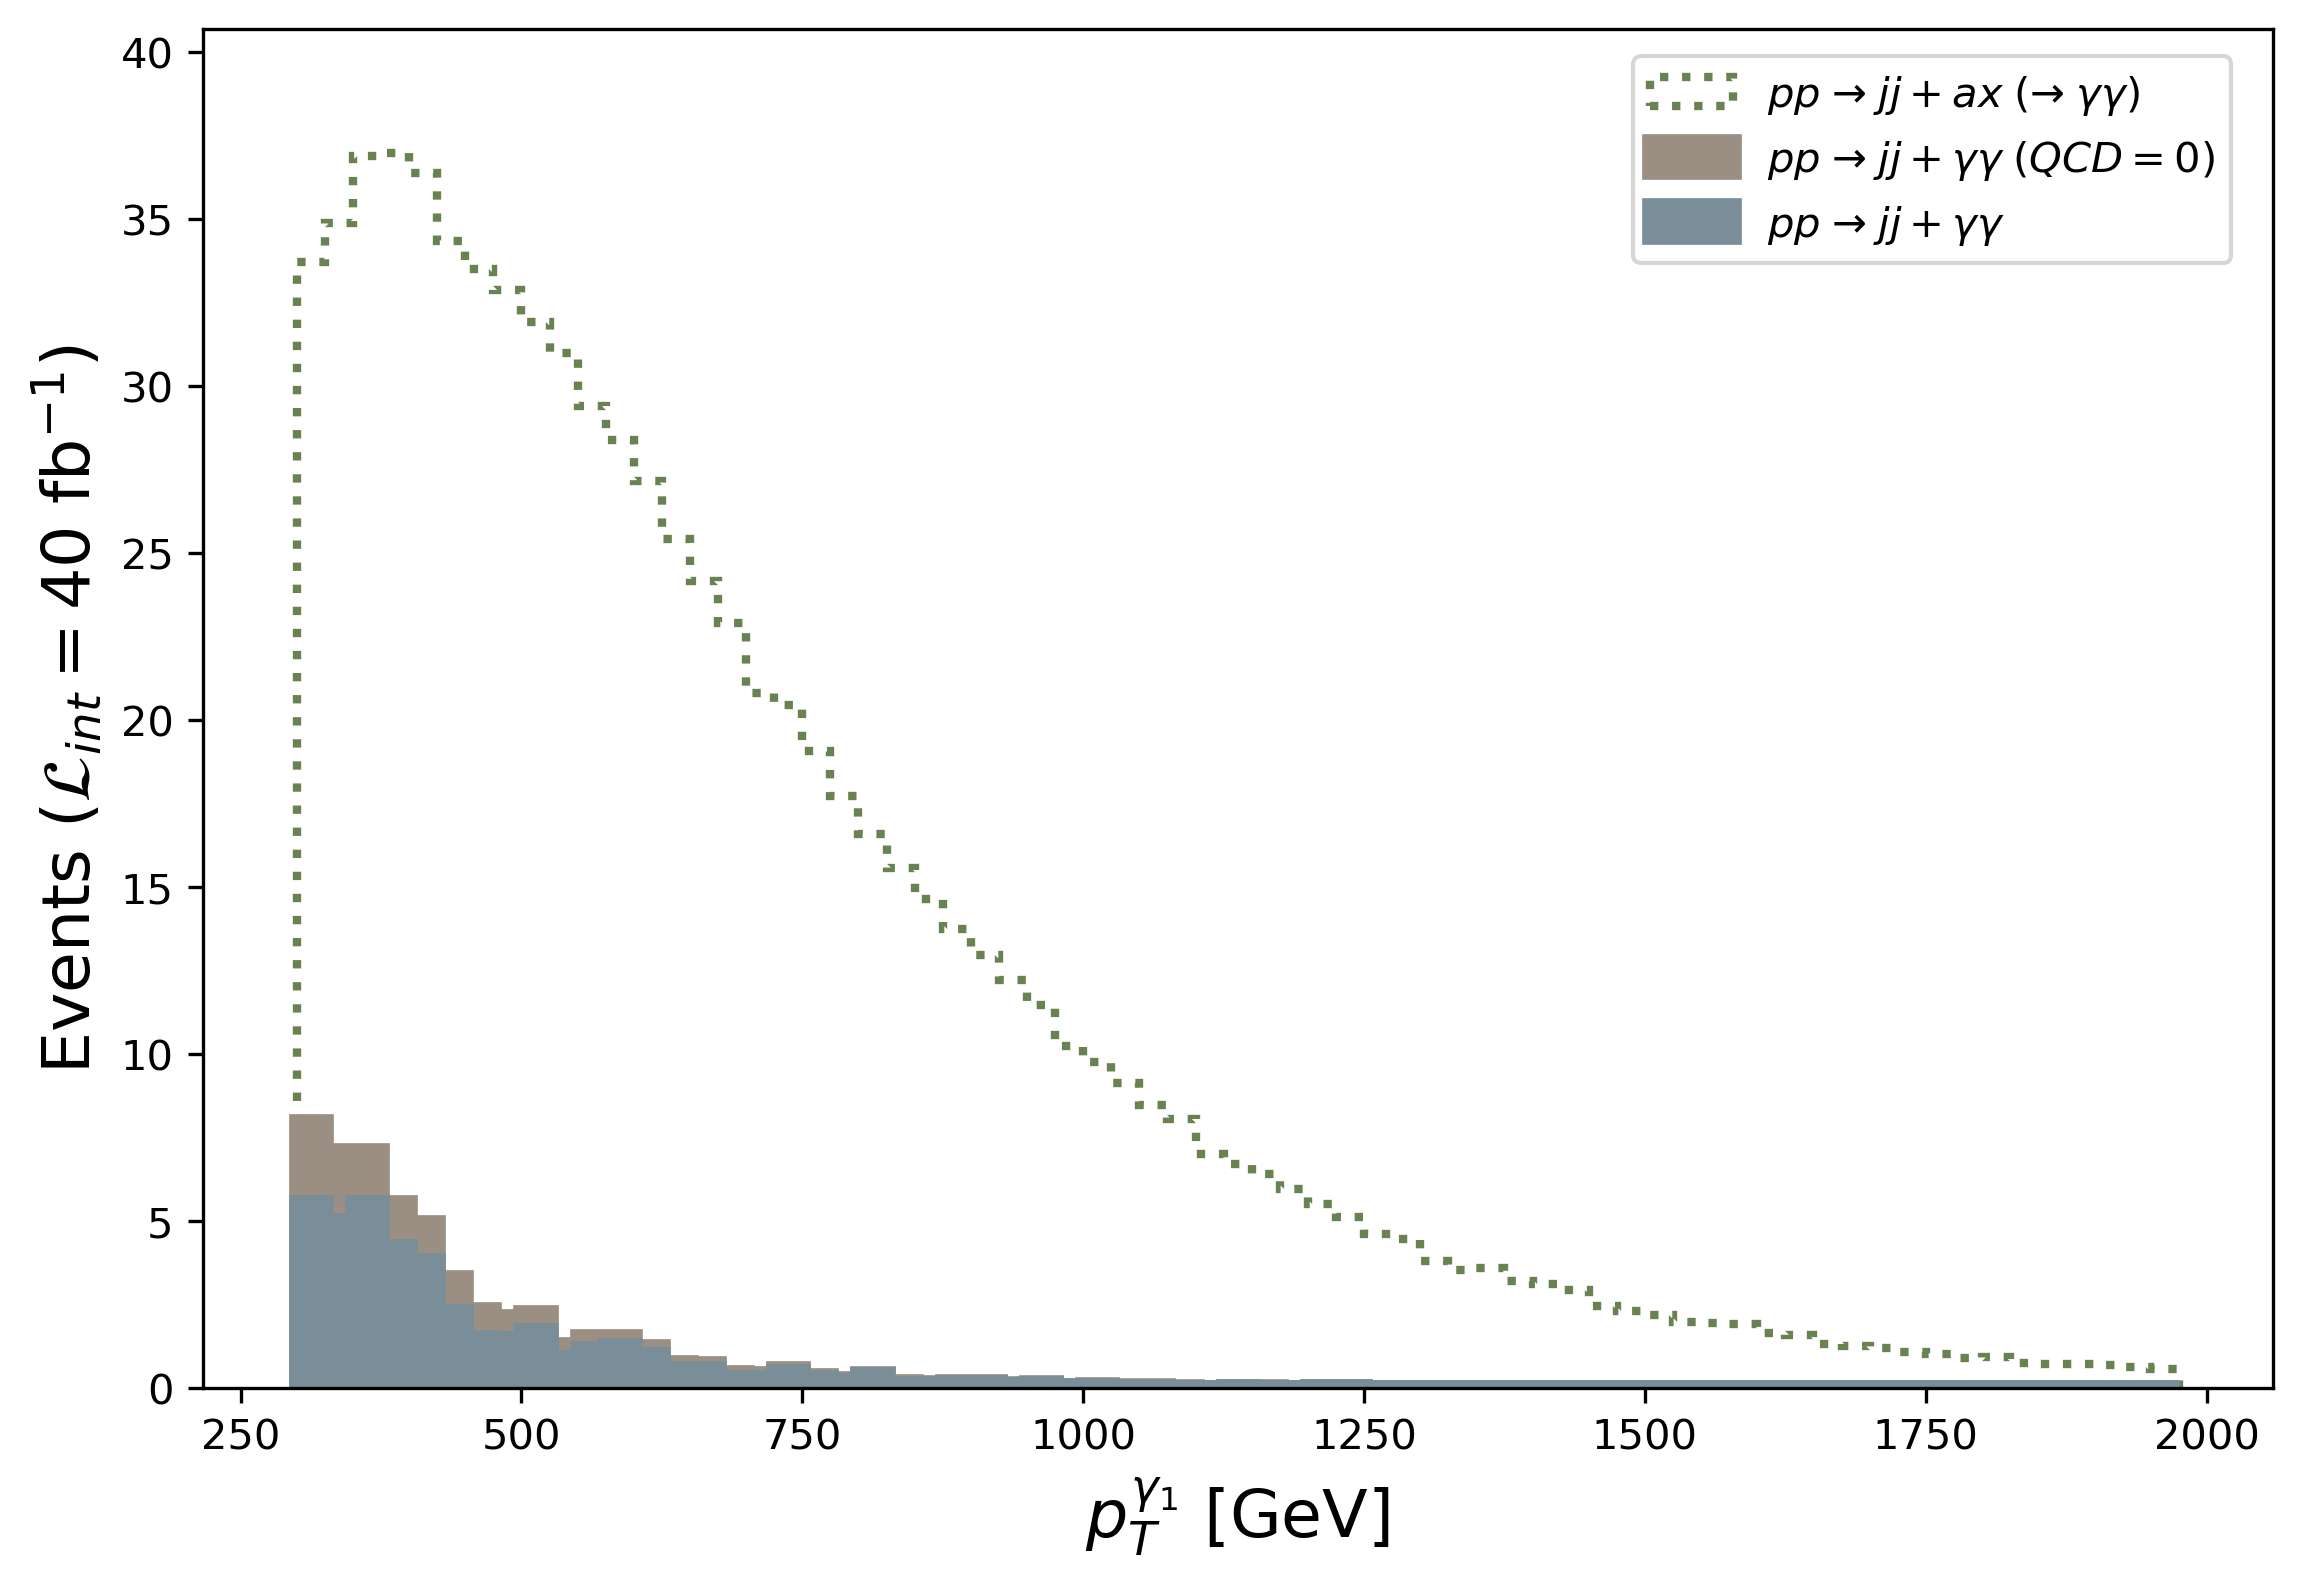 pp → jj + ax (→ γγ)
pp → jj + γγ (QCD = 0)
pp → jj + γγ
Events (ℒ_int = 40 fb⁻¹)
40
35
30
25
20
15
10
5
0
250 500 750 1000 1250 1500 1750 2000
p_T^{γ₁} [GeV]